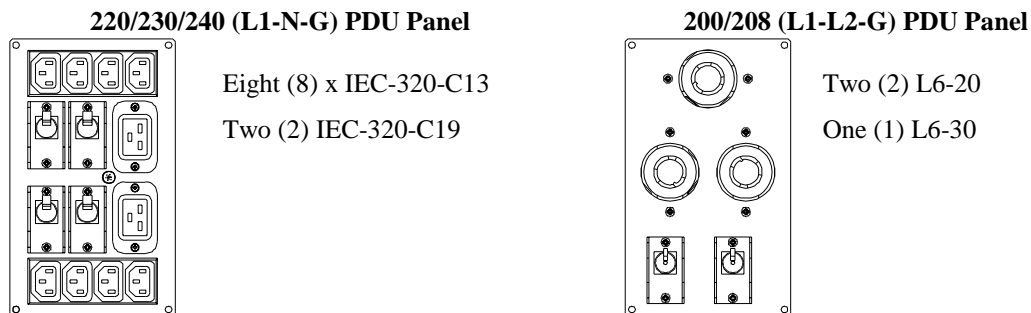 220/230/240 (L1-N-G) PDU Panel
Eight (8) x IEC-320-C13
Two (2) IEC-320-C19
200/208 (L1-L2-G) PDU Panel
Two (2) L6-20
One (1) L6-30